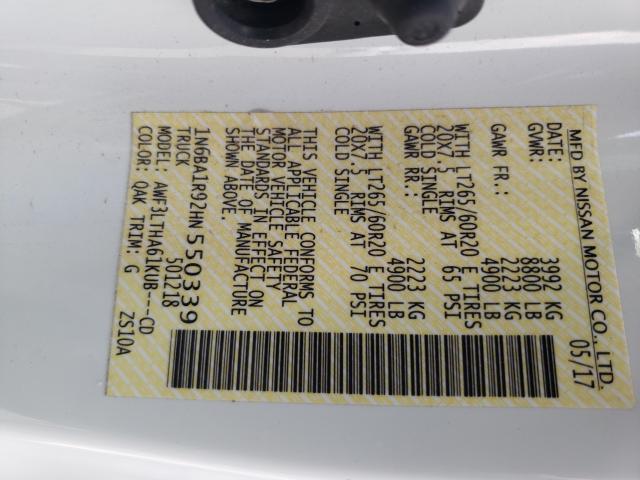 MFD BY NISSAN MOTOR CO., LTD.
DATE: 05/17
GVWR: 3992 KG
8800 LB
GAWR FR.: 2223 KG
4900 LB
WITH LT265/60R20 E TIRES
20X7.5 RIMS AT 65 PSI
COLD SINGLE
GAWR RR.: 2223 KG
4900 LB
WITH LT265/60R20 E TIRES
20X7.5 RIMS AT 70 PSI
COLD SINGLE
THIS VEHICLE CONFORMS TO
ALL APPLICABLE FEDERAL
MOTOR VEHICLE SAFETY
STANDARDS IN EFFECT ON
THE DATE OF MANUFACTURE
SHOWN ABOVE.
1N6BA1R92HN550339
TRUCK 501218
MODEL: AWF3LTHA61KUB---CD
COLOR: QAK TRIM: G ZS10A